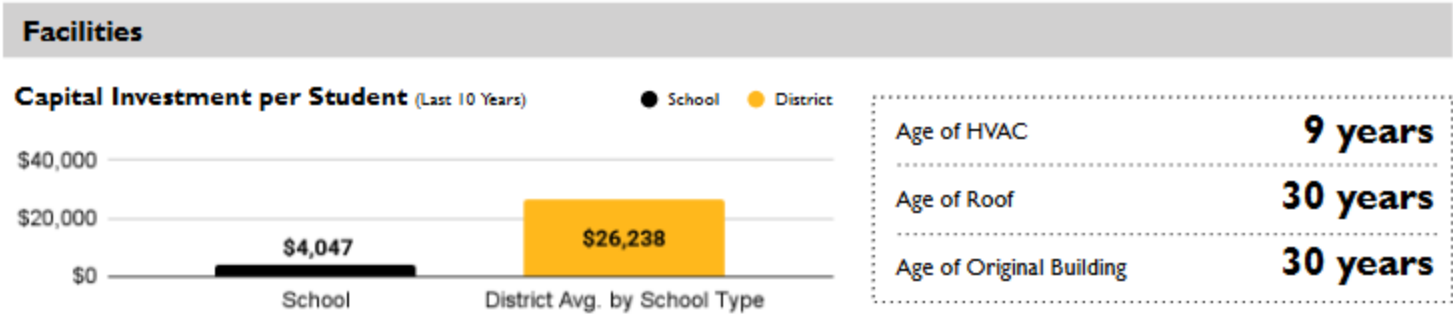 Facilities
Capital Investment per Student (Last 10 Years)
School
District
$40,000
$20,000
$0
$4,047
$26,238
School
District Avg. by School Type
Age of HVAC 9 years
Age of Roof 30 years
Age of Original Building 30 years